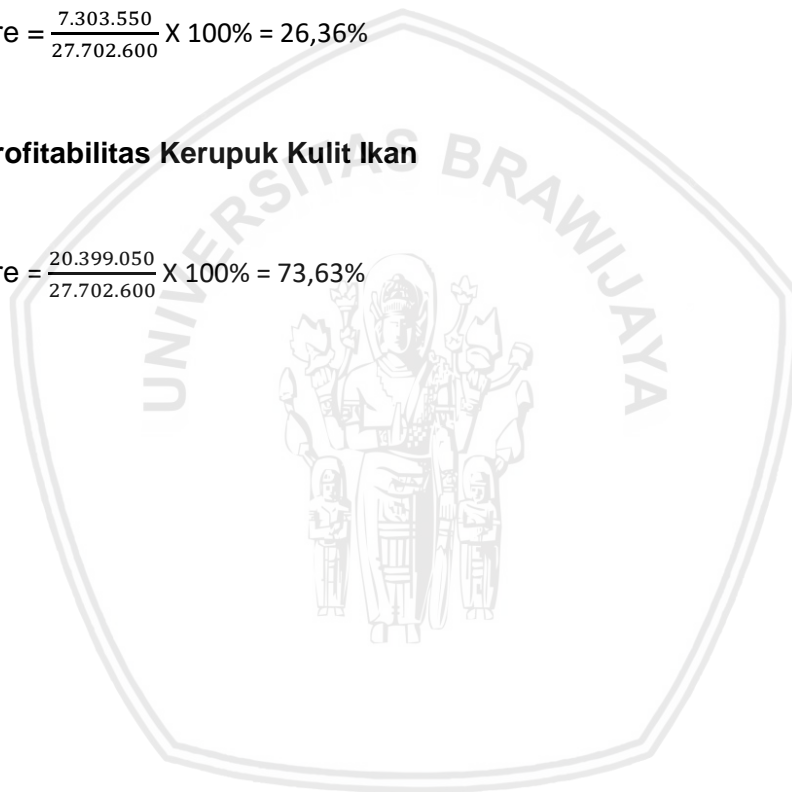 re = 7.303.550/27.702.600 X 100% = 26,36%
rofitabilitas Kerupuk Kulit Ikan
re = 20.399.050/27.702.600 X 100% = 73,63%
UNIVERSITAS BRAWIJAYA